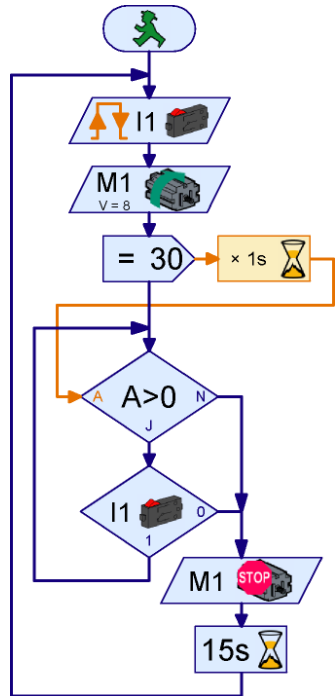 I1
M1
V = 8
= 30
× 1s
A
A>0
N
J
I1
0
1
M1
STOP
15s